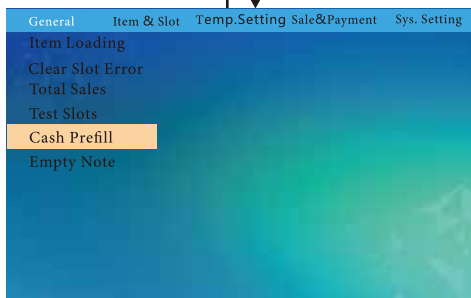 General Item & Slot Temp.Setting Sale&Payment Sys. Setting
Item Loading
Clear Slot Error
Total Sales
Test Slots
Cash Prefill
Empty Note